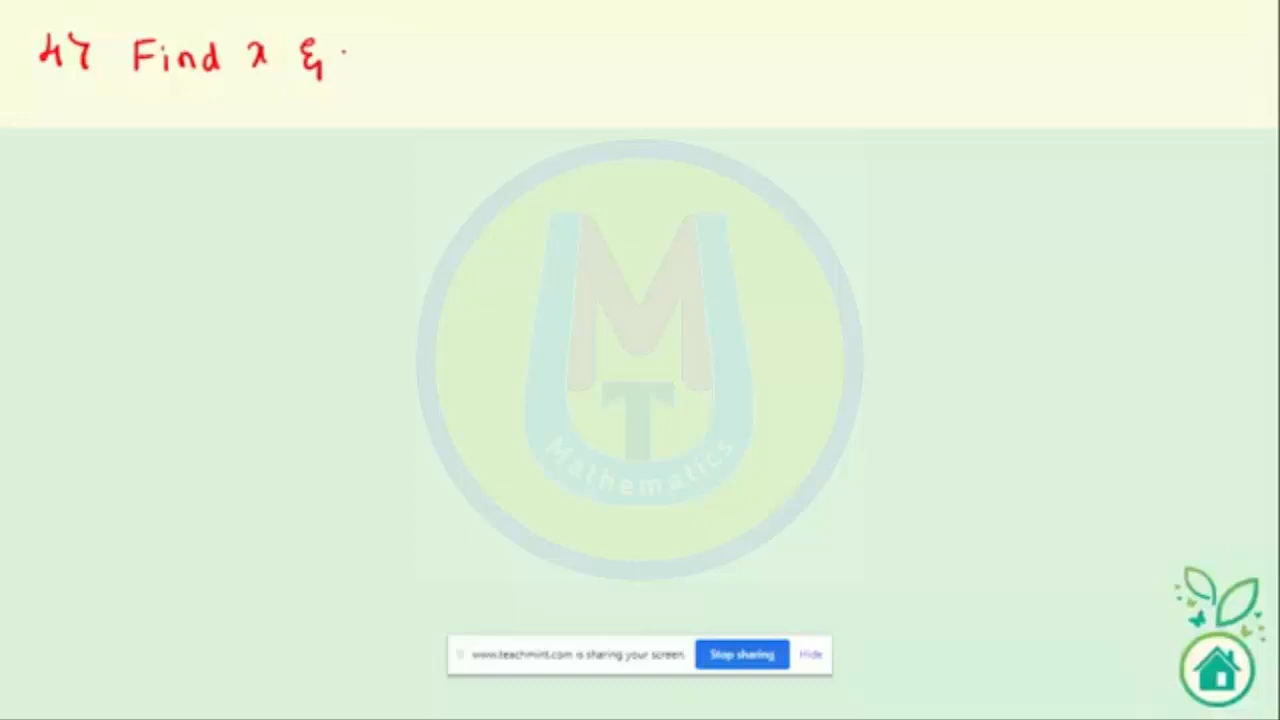 47 Find x &
M
U
T
Mathematics
www.teachmint.com is sharing your screen. Stop sharing Hide